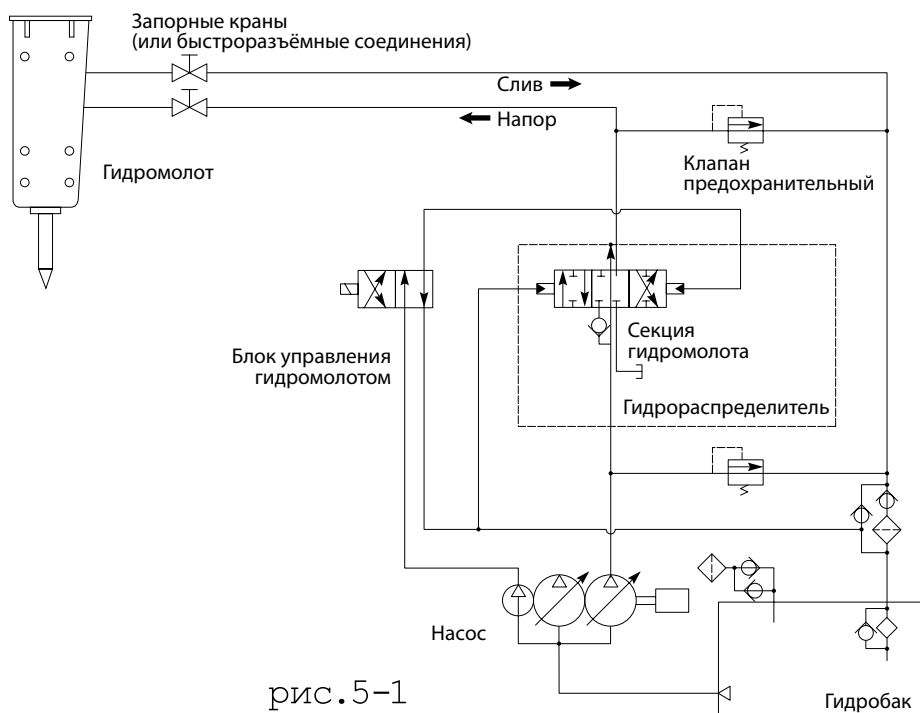 Запорные краны
(или быстроразъёмные соединения)
Слив
Напор
Клапан
предохранительный
Гидромолот
Секция
гидромолота
Блок управления
гидромолотом
Гидрораспределитель
Насос
рис.5-1
Гидробак